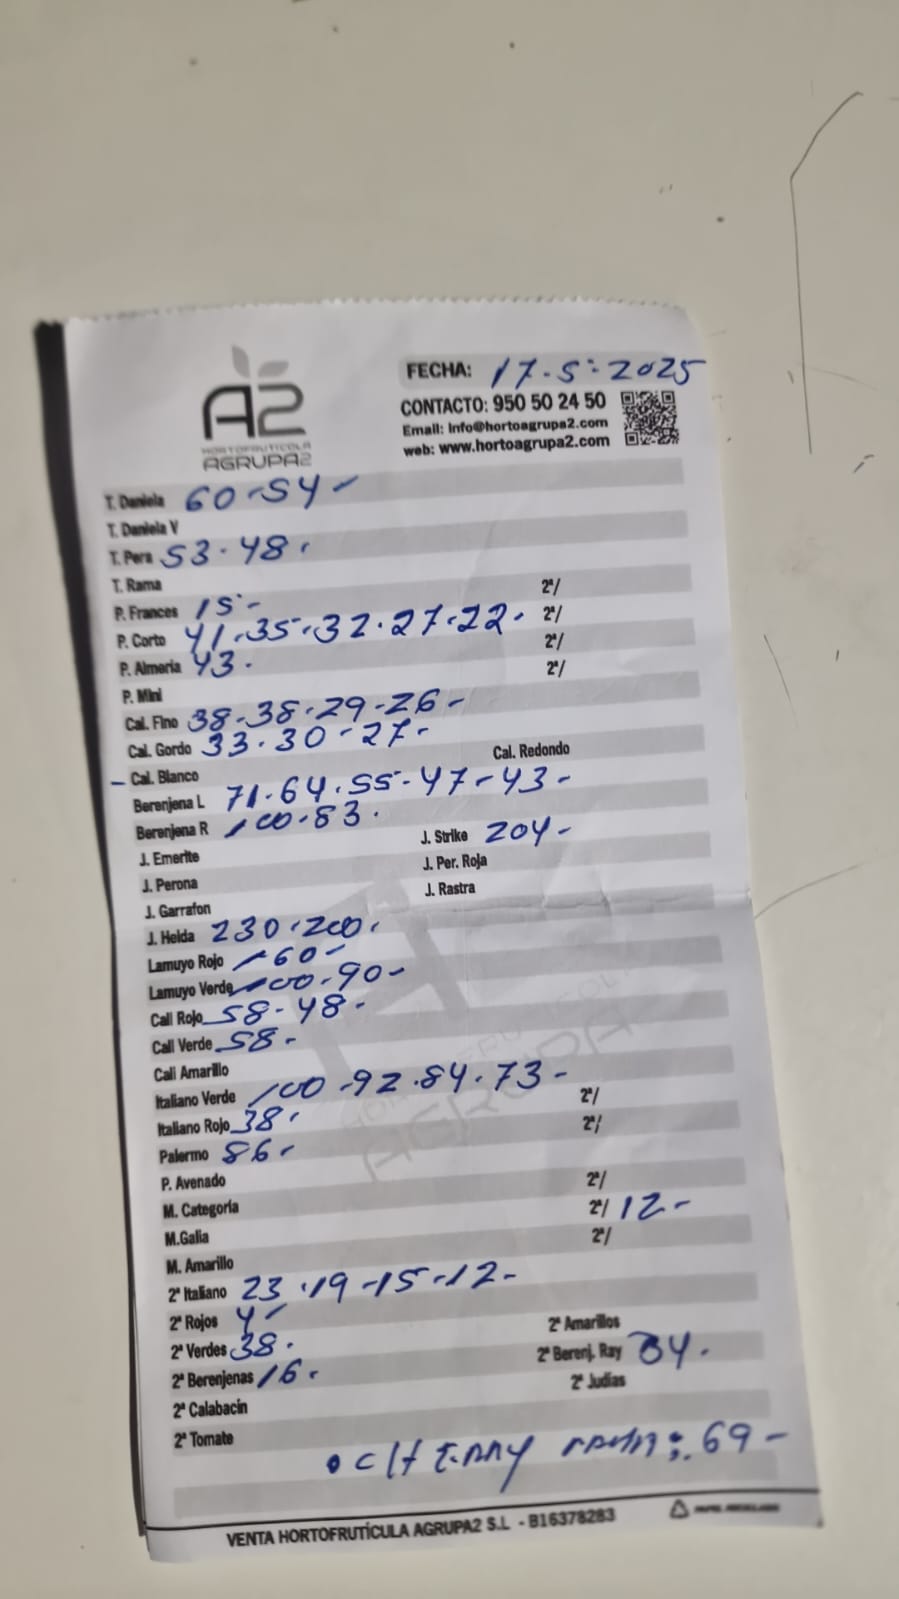 A2
HORTOFRUTÍCOLA
AGRUPA2
FECHA: 17-5-2025
CONTACTO: 950 50 24 50
Email: info@hortoagrupa2.com
web: www.hortoagrupa2.com
T. Daniela 60-54-
T. Daniela V
T. Pera 53.48.
T. Rama 2ª/
P. Frances 15- 2ª/
P. Corto 41.35.32.27.22. 2ª/
P. Almeria 43. 2ª/
P. Mini
Cal. Fino 38-38-29-26-
Cal. Gordo 33.30-27-
- Cal. Blanco Cal. Redondo
Berenjena L 71.64.55-47-43-
Berenjena R 100.83.
J. Emerite J. Strike 204-
J. Perona J. Per. Roja
J. Garrafon J. Rastra
J. Helda 230.200.
Lamuyo Rojo 160-
Lamuyo Verde 100-90-
Cali Rojo 58-48-
Cali Verde 58-
Cali Amarillo
Italiano Verde 100-92.84.73-
Italiano Rojo 38. 2ª/
Palermo 86- 2ª/
P. Avenado
M. Categoría 2ª/
M.Galia 2ª/ 12-
M. Amarillo 2ª/
2ª Italiano 23.19-15-12-
2ª Rojos 4-
2ª Verdes 38. 2ª Amarillos
2ª Berenjenas 16. 2ª Berenj. Ray 34.
2ª Calabacín 2ª Judias
2ª Tomate
69-
VENTA HORTOFRUTÍCULA AGRUPA2 S.L - B16378283